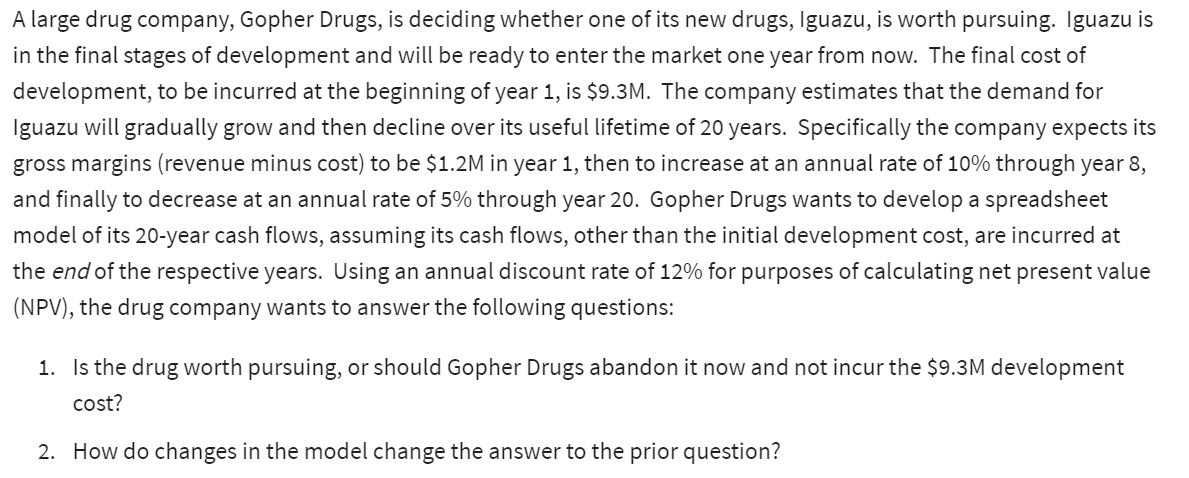 A large drug company, Gopher Drugs, is deciding whether one of its new drugs, Iguazu, is worth pursuing. Iguazu is
in the final stages of development and will be ready to enter the market one year from now. The final cost of
development, to be incurred at the beginning of year 1, is $9.3M. The company estimates that the demand for
Iguazu will gradually grow and then decline over its useful lifetime of 20 years. Specifically the company expects its
gross margins (revenue minus cost) to be $1.2M in year 1, then to increase at an annual rate of 10% through year 8,
and finally to decrease at an annual rate of 5% through year 20. Gopher Drugs wants to develop a spreadsheet
model of its 20-year cash flows, assuming its cash flows, other than the initial development cost, are incurred at
the end of the respective years. Using an annual discount rate of 12% for purposes of calculating net present value
(NPV), the drug company wants to answer the following questions:
1. Is the drug worth pursuing, or should Gopher Drugs abandon it now and not incur the $9.3M development
cost?
2. How do changes in the model change the answer to the prior question?